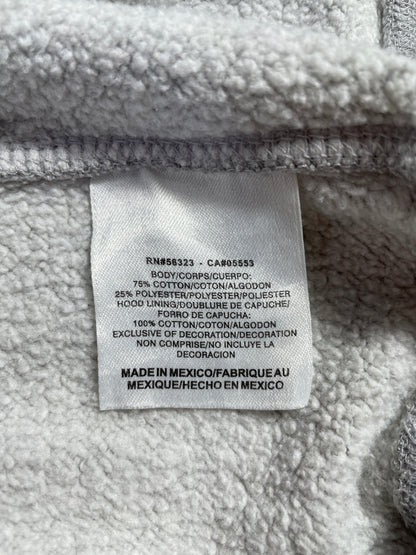 RN#56323 - CA#05553
BODY/CORPS/CUERPO:
75% COTTON/COTON/ALGODON
25% POLYESTER/POLYESTER/POLIESTER
HOOD LINING/DOUBLURE DE CAPUCHE/
FORRO DE CAPUCHA:
100% COTTON/COTON/ALGODON
EXCLUSIVE OF DECORATION/DECORATION
NON COMPRISE/NO INCLUYE LA
DECORACION
MADE IN MEXICO/FABRIQUE AU
MEXIQUE/HECHO EN MEXICO